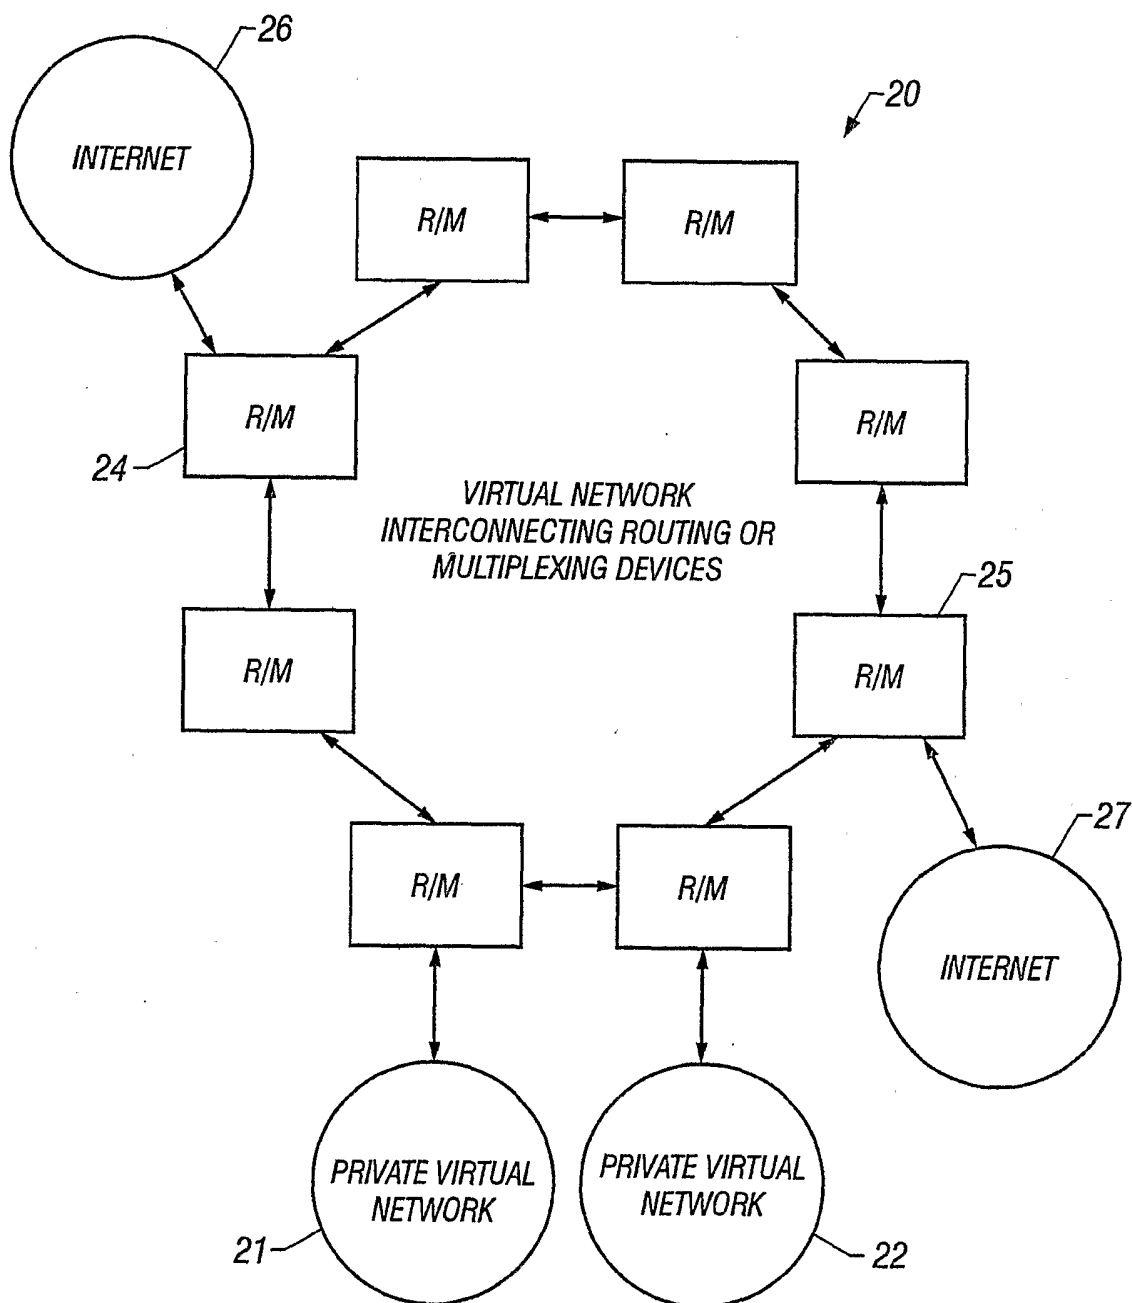 26
INTERNET
20
R/M
R/M
R/M
24
R/M
VIRTUAL NETWORK
INTERCONNECTING ROUTING OR
MULTIPLEXING DEVICES
25
R/M
R/M
27
R/M
R/M
INTERNET
PRIVATE VIRTUAL
NETWORK
PRIVATE VIRTUAL
NETWORK
21
22